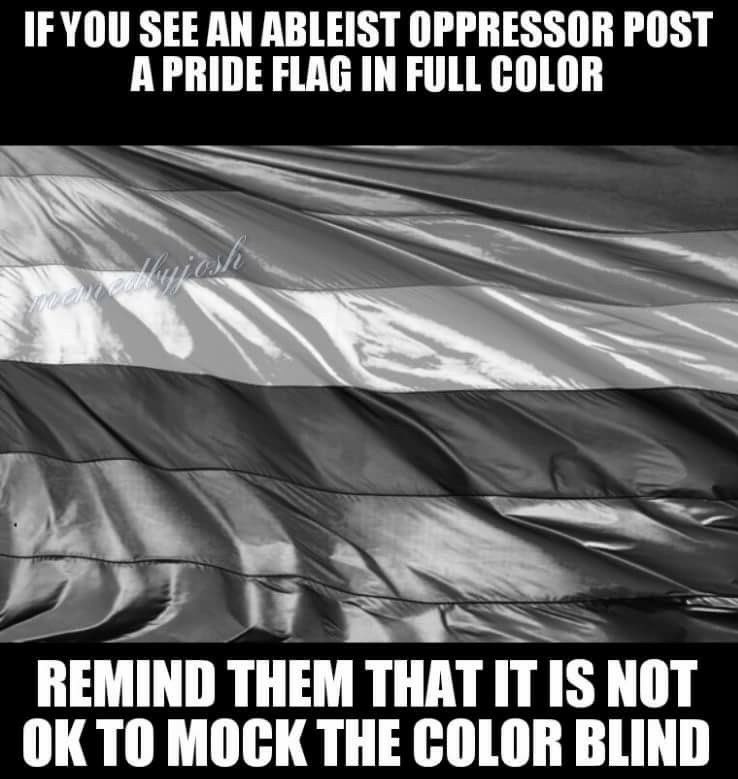 IF YOU SEE AN ABLEIST OPPRESSOR POST
A PRIDE FLAG IN FULL COLOR
memedbyjosh
REMIND THEM THAT IT IS NOT
OK TO MOCK THE COLOR BLIND